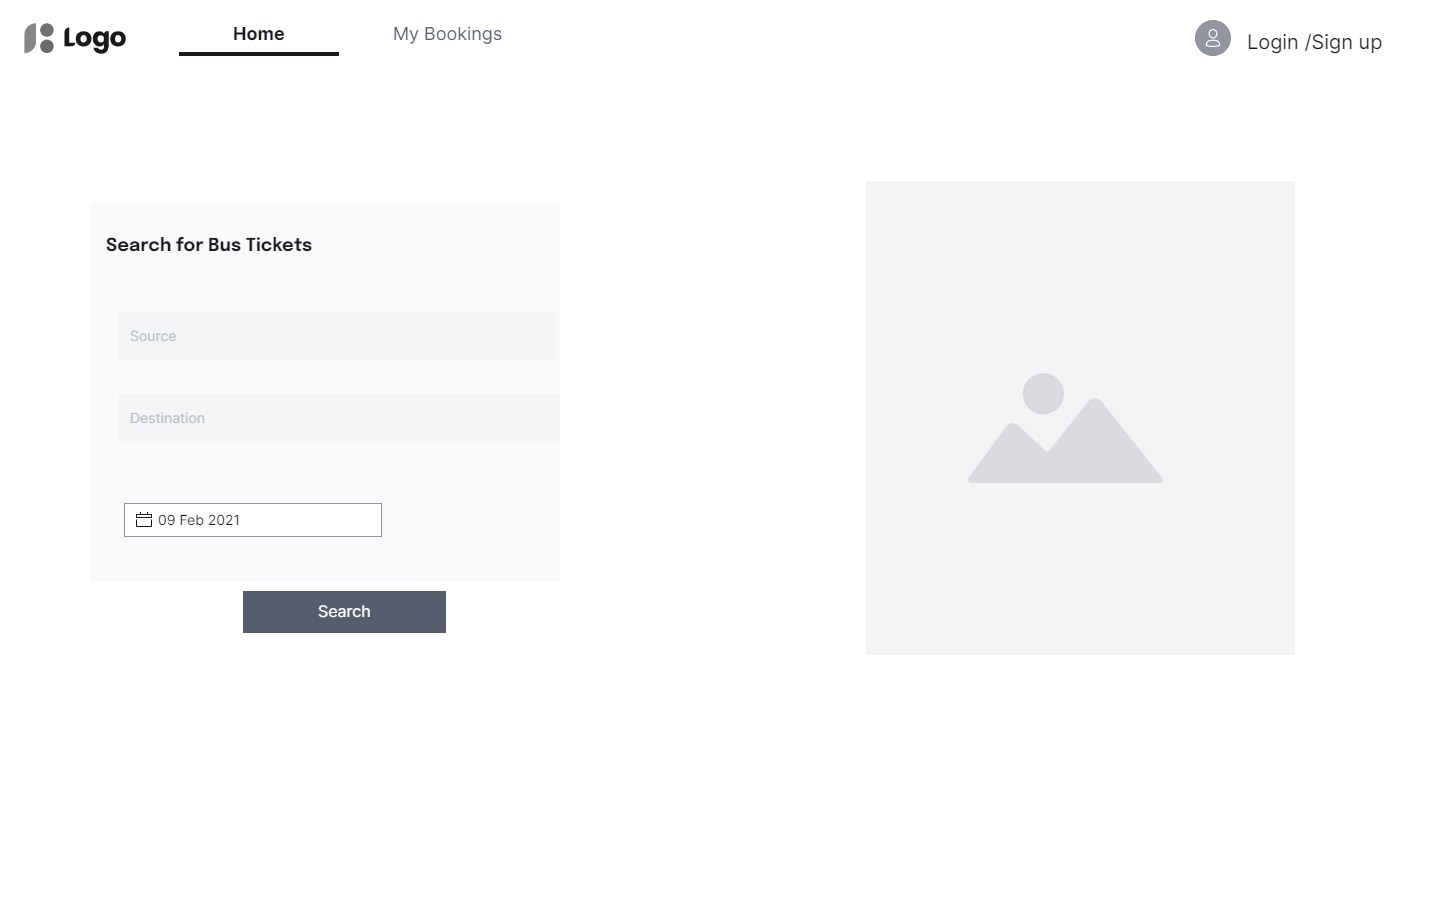 Logo
Home
My Bookings
Login /Sign up
Search for Bus Tickets
Source
Destination
09 Feb 2021
Search